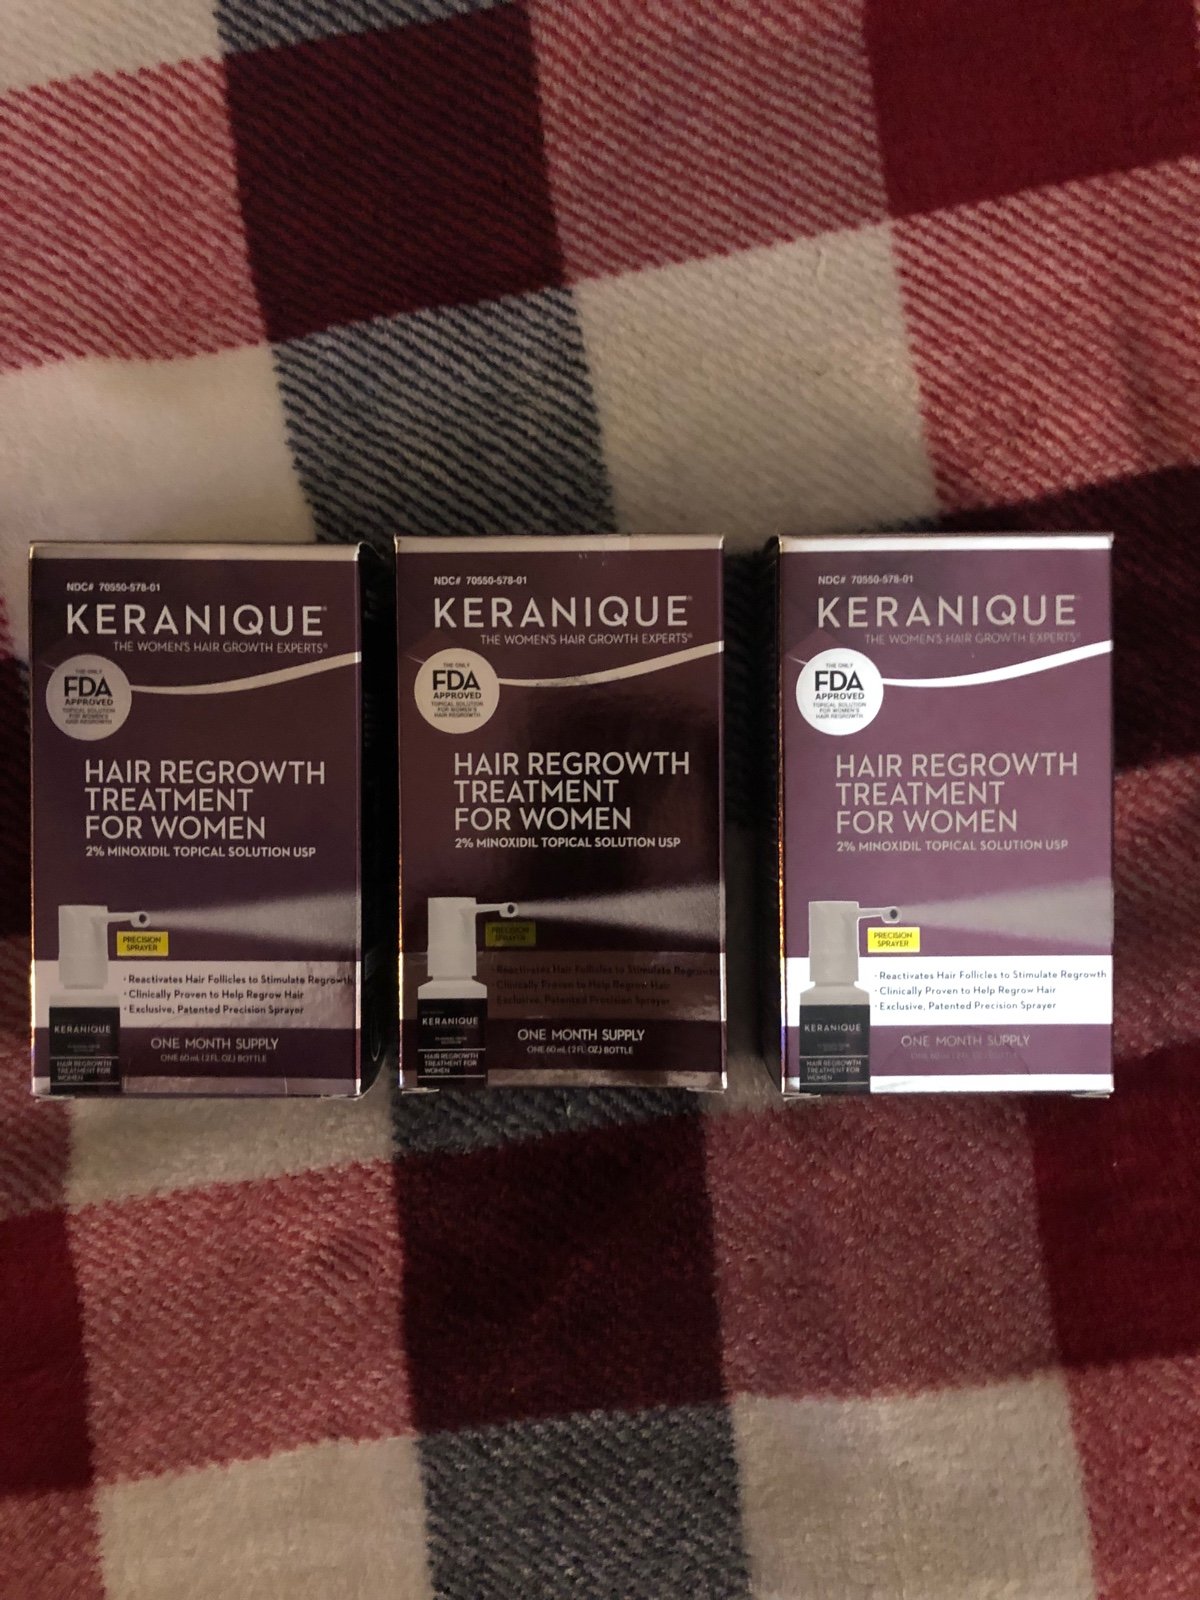 NDC# 70550-578-01
KERANIQUE®
THE WOMEN'S HAIR GROWTH EXPERTS®
THE ONLY
FDA
APPROVED
TOPICAL SOLUTION
FOR WOMEN'S
HAIR REGROWTH
HAIR REGROWTH
TREATMENT
FOR WOMEN
2% MINOXIDIL TOPICAL SOLUTION USP
PRECISION
SPRAYER
· Reactivates Hair Follicles to Stimulate Regrowth
· Clinically Proven to Help Regrow Hair
· Exclusive, Patented Precision Sprayer
KERANIQUE
HAIR REGROWTH
TREATMENT FOR
WOMEN
ONE MONTH SUPPLY
ONE 60 mL (2 FL. OZ.) BOTTLE
NDC# 70550-578-01
KERANIQUE®
THE WOMEN'S HAIR GROWTH EXPERTS®
THE ONLY
FDA
APPROVED
TOPICAL SOLUTION
FOR WOMEN'S
HAIR REGROWTH
HAIR REGROWTH
TREATMENT
FOR WOMEN
2% MINOXIDIL TOPICAL SOLUTION USP
PRECISION
SPRAYER
· Reactivates Hair Follicles to Stimulate Regrowth
· Clinically Proven to Help Regrow Hair
· Exclusive, Patented Precision Sprayer
KERANIQUE
HAIR REGROWTH
TREATMENT FOR
WOMEN
ONE MONTH SUPPLY
ONE 60 mL (2 FL. OZ.) BOTTLE
NDC# 70550-578-01
KERANIQUE®
THE WOMEN'S HAIR GROWTH EXPERTS®
THE ONLY
FDA
APPROVED
TOPICAL SOLUTION
FOR WOMEN'S
HAIR REGROWTH
HAIR REGROWTH
TREATMENT
FOR WOMEN
2% MINOXIDIL TOPICAL SOLUTION USP
PRECISION
SPRAYER
· Reactivates Hair Follicles to Stimulate Regrowth
· Clinically Proven to Help Regrow Hair
· Exclusive, Patented Precision Sprayer
KERANIQUE
HAIR REGROWTH
TREATMENT FOR
WOMEN
ONE MONTH SUPPLY
ONE 60 mL (2 FL. OZ.) BOTTLE